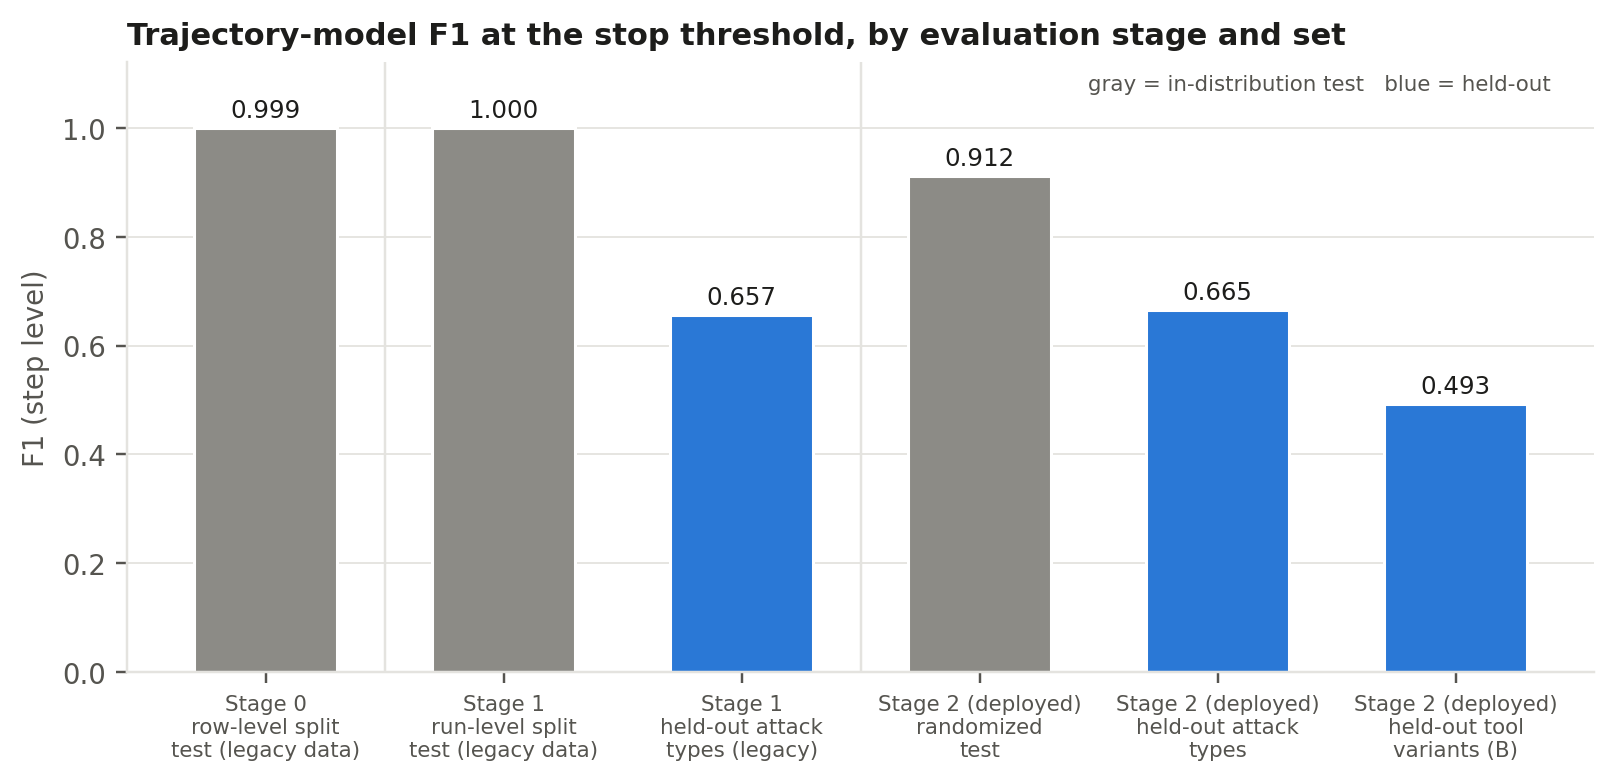 Trajectory-model F1 at the stop threshold, by evaluation stage and set
gray = in-distribution test   blue = held-out
F1 (step level)
1.0
0.8
0.6
0.4
0.2
0.0
0.999
1.000
0.657
0.912
0.665
0.493
Stage 0
row-level split
test (legacy data)
Stage 1
run-level split
test (legacy data)
Stage 1
held-out attack
types (legacy)
Stage 2 (deployed)
randomized
test
Stage 2 (deployed)
held-out attack
types
Stage 2 (deployed)
held-out tool
variants (B)